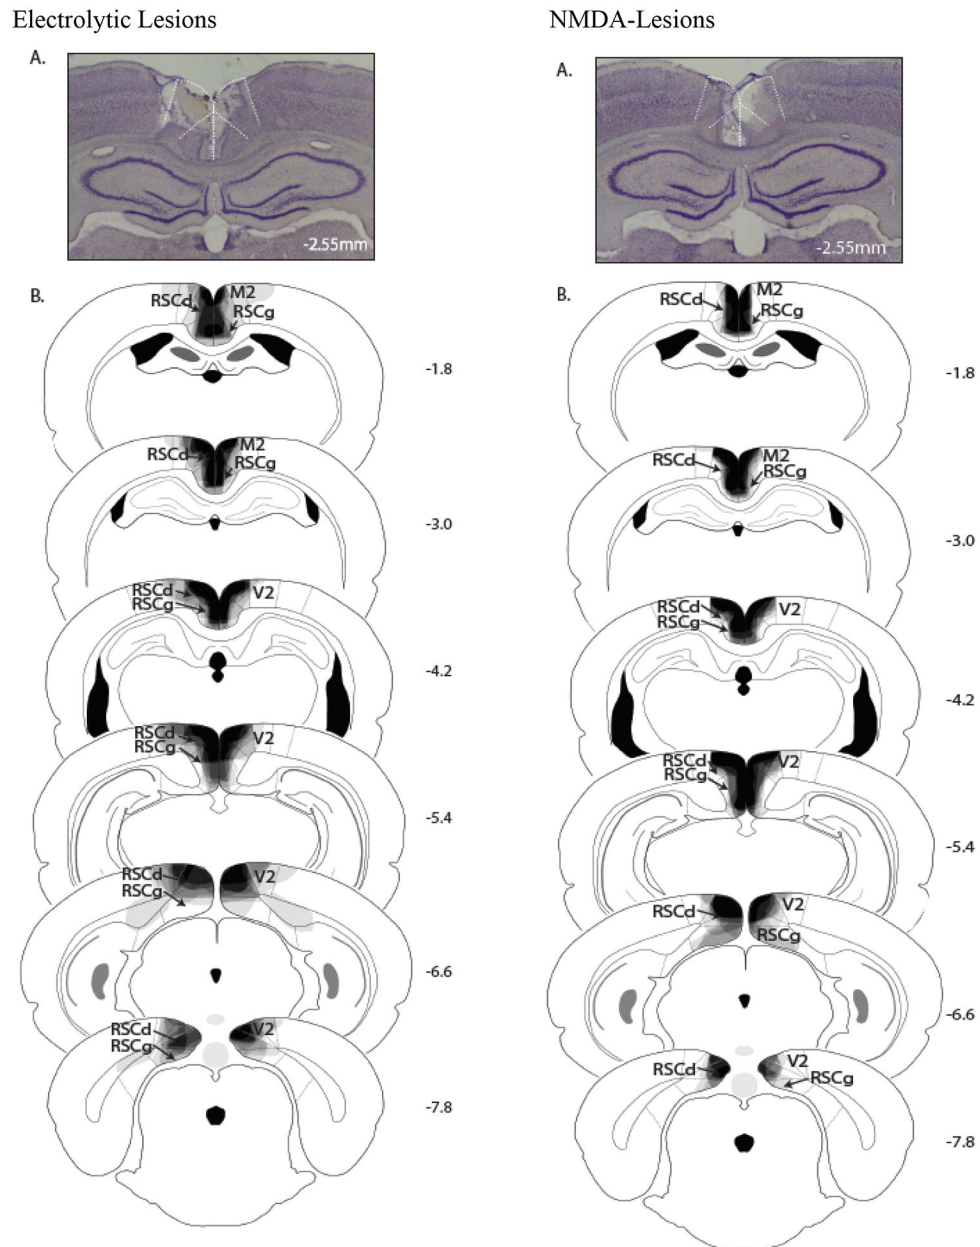 Electrolytic Lesions
A.
-2.55mm
B.
RSCd
M2
RSCg
-1.8
RSCd
M2
RSCg
-3.0
RSCd
RSCg
V2
-4.2
RSCd
RSCg
V2
-5.4
RSCd
RSCg
V2
-6.6
RSCd
RSCg
V2
-7.8
NMDA-Lesions
A.
-2.55mm
B.
RSCd
M2
RSCg
-1.8
RSCd
M2
RSCg
-3.0
RSCd
RSCg
V2
-4.2
RSCd
RSCg
V2
-5.4
RSCd
V2
RSCg
-6.6
RSCd
V2
RSCg
-7.8